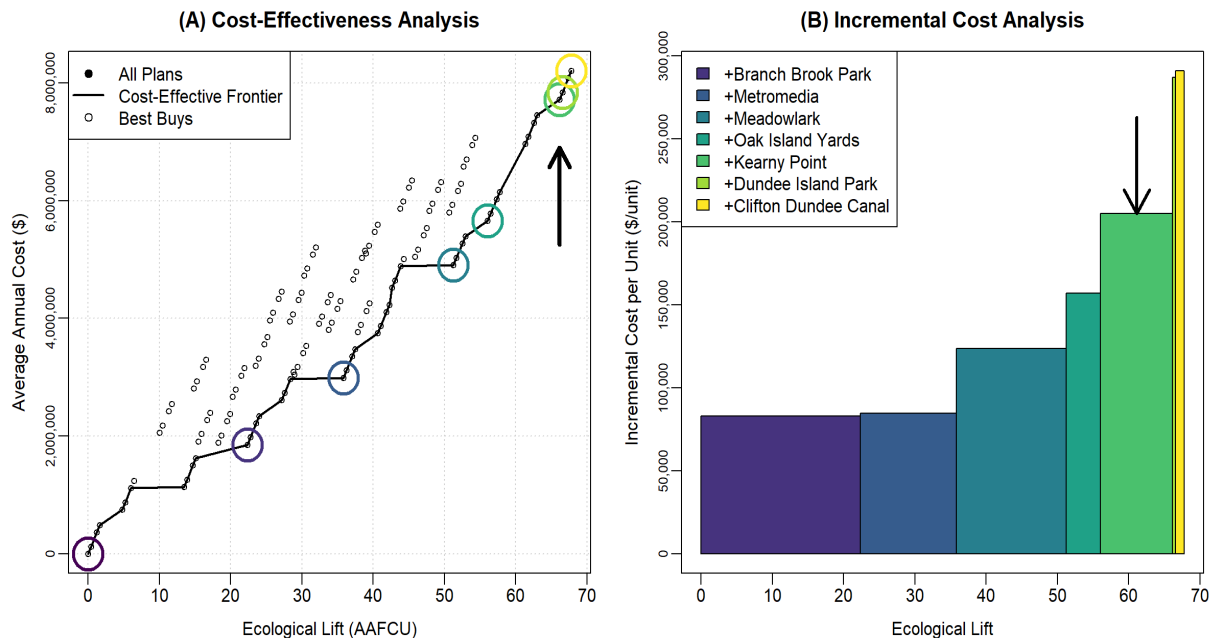 (A) Cost-Effectiveness Analysis
All Plans
Cost-Effective Frontier
Best Buys
Average Annual Cost ($)
8,000,000
6,000,000
4,000,000
2,000,000
0
0 10 20 30 40 50 60 70
Ecological Lift (AAFCU)
(B) Incremental Cost Analysis
+Branch Brook Park
+Metromedia
+Meadowlark
+Oak Island Yards
+Kearny Point
+Dundee Island Park
+Clifton Dundee Canal
Incremental Cost per Unit ($/unit)
300,000
250,000
200,000
150,000
100,000
50,000
0
0 10 20 30 40 50 60 70
Ecological Lift